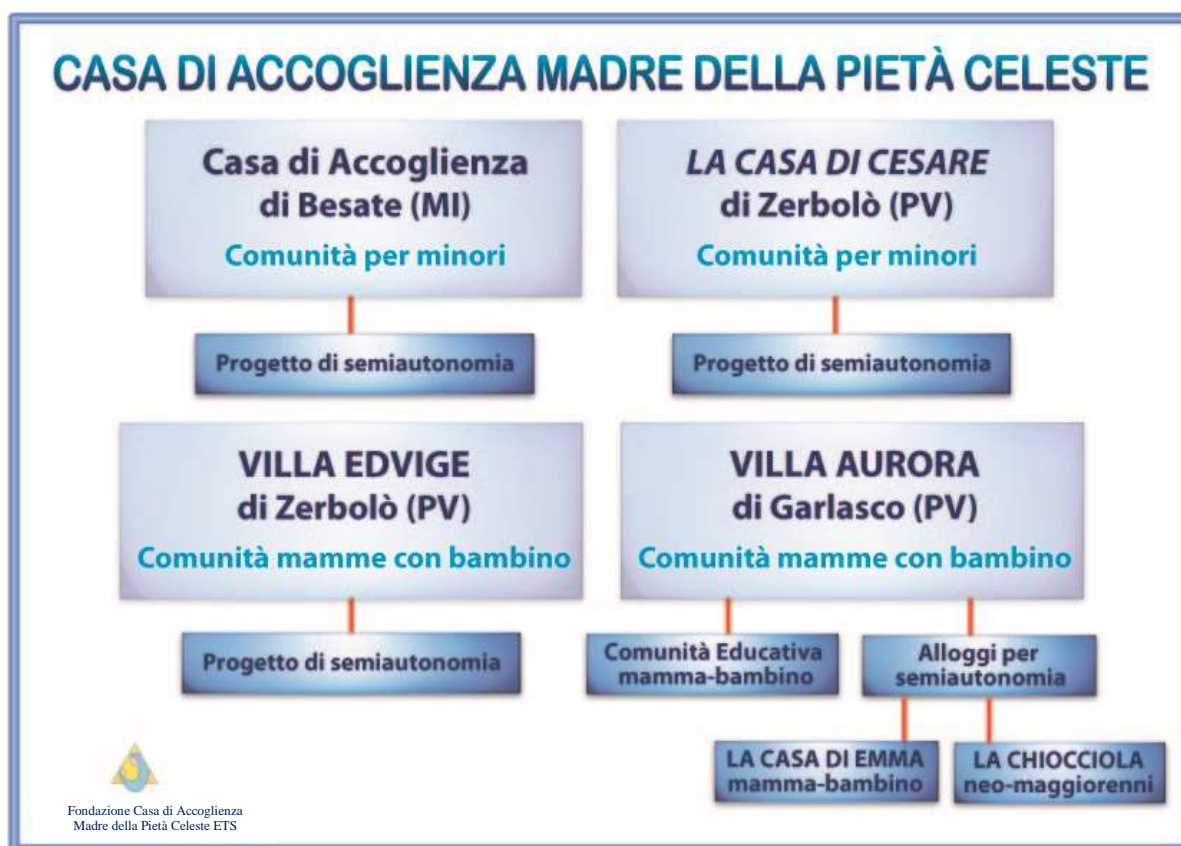 CASA DI ACCOGLIENZA MADRE DELLA PIETÀ CELESTE
Casa di Accoglienza
di Besate (MI)
Comunità per minori
Progetto di semiautonomia
LA CASA DI CESARE
di Zerbolò (PV)
Comunità per minori
Progetto di semiautonomia
VILLA EDVIGE
di Zerbolò (PV)
Comunità mamme con bambino
Progetto di semiautonomia
VILLA AURORA
di Garlasco (PV)
Comunità mamme con bambino
Comunità Educativa
mamma-bambino
Alloggi per
semiautonomia
LA CASA DI EMMA
mamma-bambino
LA CHIOCCIOLA
neo-maggiorenni
Fondazione Casa di Accoglienza
Madre della Pietà Celeste ETS